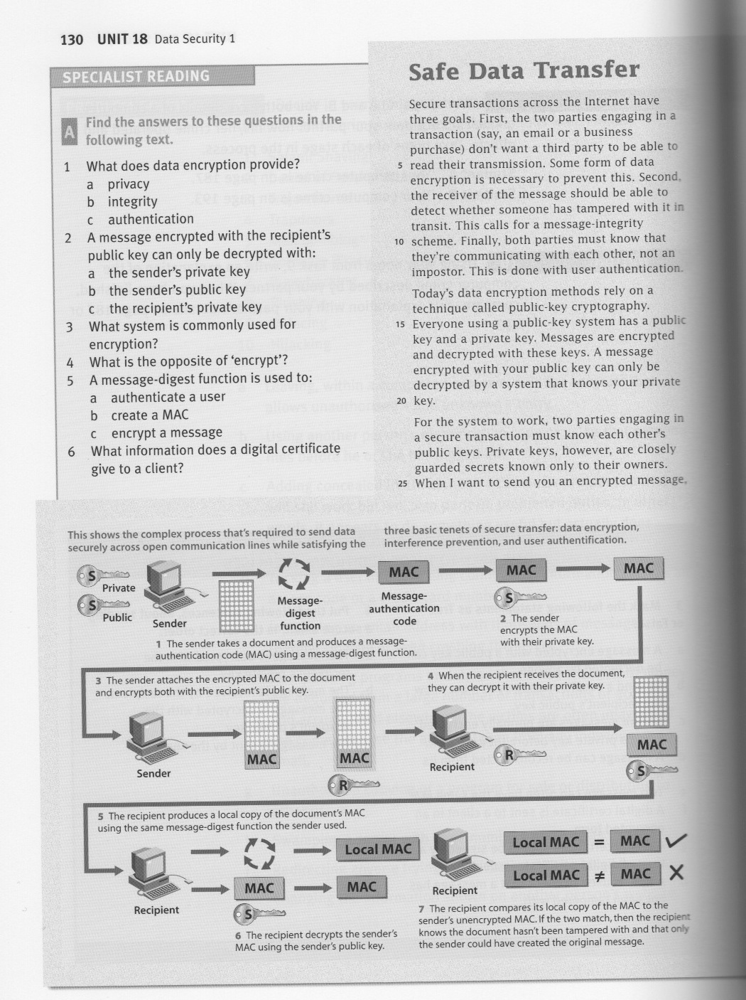 130 UNIT 18 Data Security 1
SPECIALIST READING
A Find the answers to these questions in the
following text.
1 What does data encryption provide?
a privacy
b integrity
c authentication
2 A message encrypted with the recipient's
public key can only be decrypted with:
a the sender's private key
b the sender's public key
c the recipient's private key
3 What system is commonly used for
encryption?
4 What is the opposite of 'encrypt'?
5 A message-digest function is used to:
a authenticate a user
b create a MAC
c encrypt a message
6 What information does a digital certificate
give to a client?
Safe Data Transfer
Secure transactions across the Internet have
three goals. First, the two parties engaging in a
transaction (say, an email or a business
purchase) don't want a third party to be able to
5 read their transmission. Some form of data
encryption is necessary to prevent this. Second,
the receiver of the message should be able to
detect whether someone has tampered with it in
transit. This calls for a message-integrity
10 scheme. Finally, both parties must know that
they're communicating with each other, not an
impostor. This is done with user authentication.
Today's data encryption methods rely on a
technique called public-key cryptography.
15 Everyone using a public-key system has a public
key and a private key. Messages are encrypted
and decrypted with these keys. A message
encrypted with your public key can only be
decrypted by a system that knows your private
20 key.
For the system to work, two parties engaging in
a secure transaction must know each other's
public keys. Private keys, however, are closely
guarded secrets known only to their owners.
25 When I want to send you an encrypted message,
This shows the complex process that's required to send data
securely across open communication lines while satisfying the
three basic tenets of secure transfer: data encryption,
interference prevention, and user authentification.
S
Private
S
Public
Sender
Message-
digest
function
MAC
Message-
authentication
code
MAC
S
MAC
1 The sender takes a document and produces a message-
authentication code (MAC) using a message-digest function.
2 The sender
encrypts the MAC
with their private key.
3 The sender attaches the encrypted MAC to the document
and encrypts both with the recipient's public key.
4 When the recipient receives the document,
they can decrypt it with their private key.
Sender
MAC
MAC
R
Recipient
R
MAC
S
5 The recipient produces a local copy of the document's MAC
using the same message-digest function the sender used.
Recipient
Local MAC
MAC
S
MAC
6 The recipient decrypts the sender's
MAC using the sender's public key.
Recipient
Local MAC = MAC
Local MAC ≠ MAC
7 The recipient compares its local copy of the MAC to the
sender's unencrypted MAC. If the two match, then the recipient
knows the document hasn't been tampered with and that only
the sender could have created the original message.